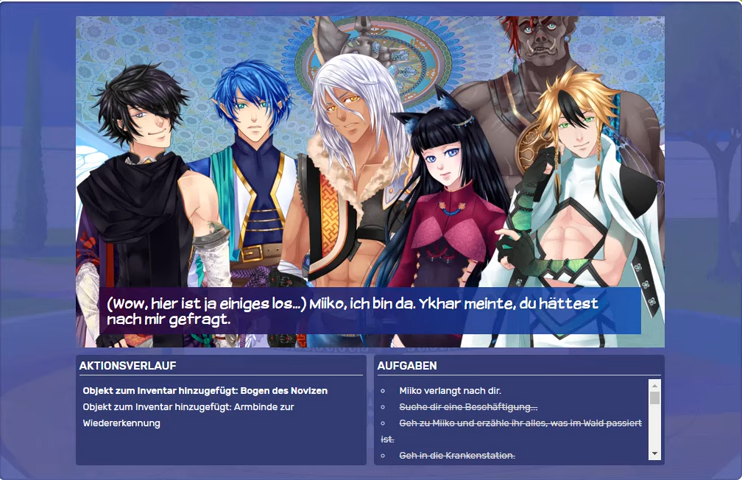 (Wow, hier ist ja einiges los...) Miiko, ich bin da. Ykhar meinte, du hättest
nach mir gefragt.
AKTIONSVERLAUF
Objekt zum Inventar hinzugefügt: Bogen des Novizen
Objekt zum Inventar hinzugefügt: Armbinde zur
Wiedererkennung
AUFGABEN
Miiko verlangt nach dir.
Suche dir eine Beschäftigung...
Geh zu Miiko und erzähle ihr alles, was im Wald passiert
ist.
Geh in die Krankenstation.